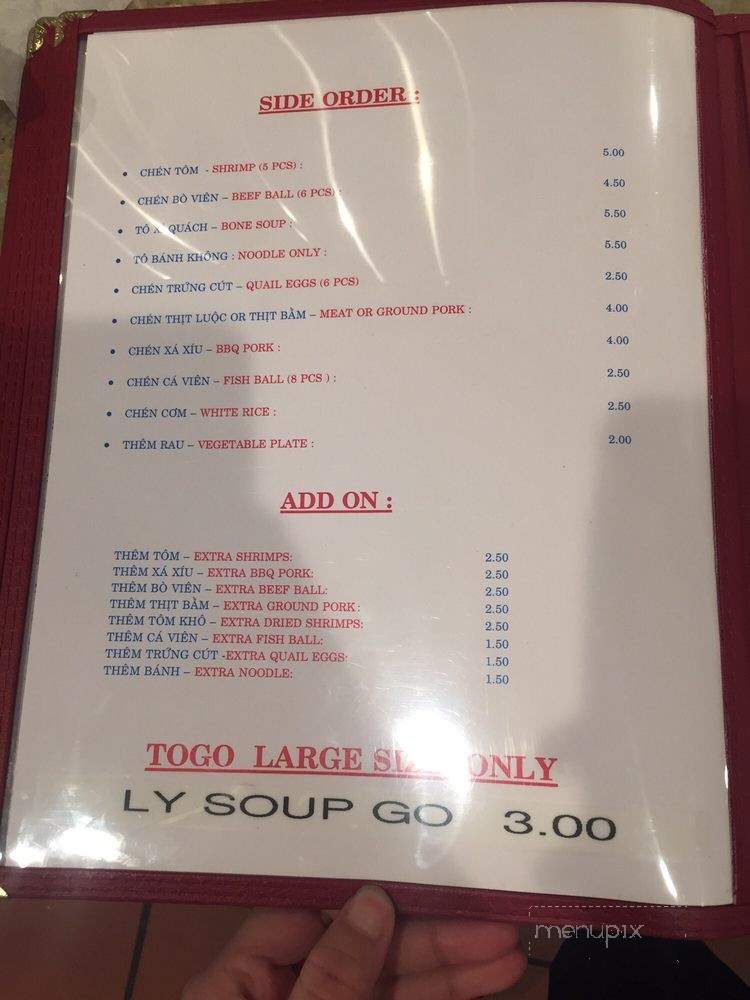 SIDE ORDER :
• CHÉN TÔM - SHRIMP (5 PCS) : 5.00
• CHÉN BÒ VIÊN – BEEF BALL (6 PCS) : 4.50
• TÔ QUÁCH – BONE SOUP : 5.50
• TÔ BÁNH KHÔNG : NOODLE ONLY : 5.50
• CHÉN TRỨNG CÚT – QUAIL EGGS (6 PCS) 2.50
• CHÉN THỊT LUỘC OR THỊT BẰM – MEAT OR GROUND PORK : 4.00
• CHÉN XÁ XÍU – BBQ PORK : 4.00
• CHÉN CÁ VIÊN – FISH BALL (8 PCS ) : 2.50
• CHÉN CƠM – WHITE RICE : 2.50
• THÊM RAU – VEGETABLE PLATE : 2.00
ADD ON :
THÊM TÔM – EXTRA SHRIMPS: 2.50
THÊM XÁ XÍU – EXTRA BBQ PORK: 2.50
THÊM BÒ VIÊN – EXTRA BEEF BALL: 2.50
THÊM THỊT BẰM – EXTRA GROUND PORK : 2.50
THÊM TÔM KHÔ – EXTRA DRIED SHRIMPS: 2.50
THÊM CÁ VIÊN – EXTRA FISH BALL: 1.50
THÊM TRỨNG CÚT -EXTRA QUAIL EGGS: 1.50
THÊM BÁNH – EXTRA NOODLE: 1.50
TOGO LARGE ONLY
LY SOUP GO 3.00
menupix